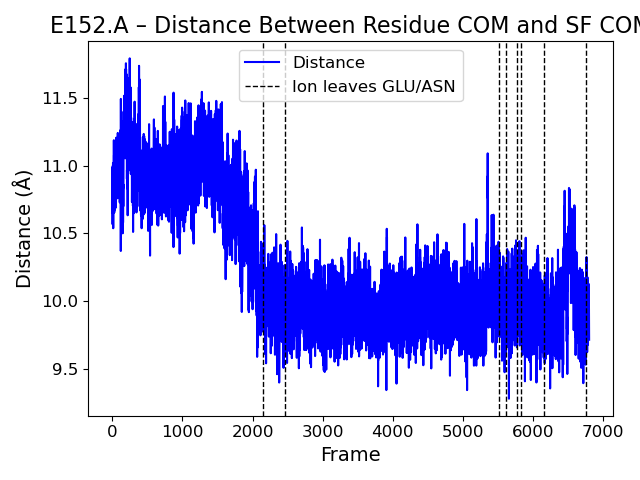 E152.A – Distance Between Residue COM and SF COM
Distance
Ion leaves GLU/ASN
Distance (Å)
11.5
11.0
10.5
10.0
9.5
0 1000 2000 3000 4000 5000 6000 7000
Frame